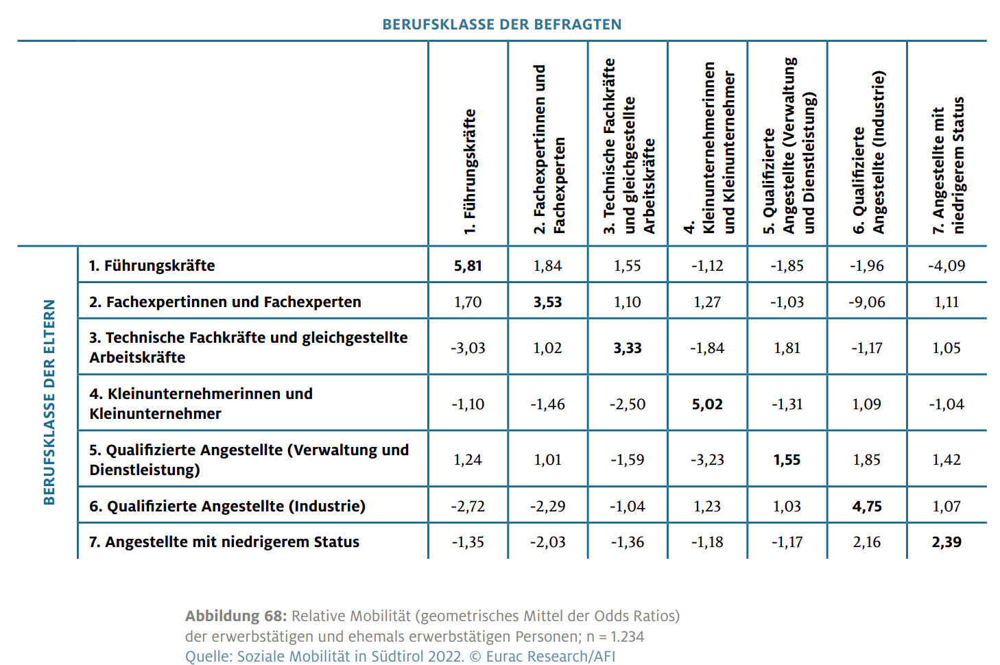 BERUFSKLASSE DER BEFRAGTEN
1. Führungskräfte
2. Fachexpertinnen und
Fachexperten
3. Technische Fachkräfte
und gleichgestellte
Arbeitskräfte
4.
Kleinunternehmerinnen
und Kleinunternehmer
5. Qualifizierte
Angestellte (Verwaltung
und Dienstleistung)
6. Qualifizierte
Angestellte (Industrie)
7. Angestellte mit
niedrigerem Status
BERUFSKLASSE DER ELTERN
1. Führungskräfte 5,81 1,84 1,55 -1,12 -1,85 -1,96 -4,09
2. Fachexpertinnen und Fachexperten 1,70 3,53 1,10 1,27 -1,03 -9,06 1,11
3. Technische Fachkräfte und gleichgestellte
Arbeitskräfte -3,03 1,02 3,33 -1,84 1,81 -1,17 1,05
4. Kleinunternehmerinnen und
Kleinunternehmer -1,10 -1,46 -2,50 5,02 -1,31 1,09 -1,04
5. Qualifizierte Angestellte (Verwaltung und
Dienstleistung) 1,24 1,01 -1,59 -3,23 1,55 1,85 1,42
6. Qualifizierte Angestellte (Industrie) -2,72 -2,29 -1,04 1,23 1,03 4,75 1,07
7. Angestellte mit niedrigerem Status -1,35 -2,03 -1,36 -1,18 -1,17 2,16 2,39
Abbildung 68: Relative Mobilität (geometrisches Mittel der Odds Ratios)
der erwerbstätigen und ehemals erwerbstätigen Personen; n = 1.234
Quelle: Soziale Mobilität in Südtirol 2022. © Eurac Research/AFI